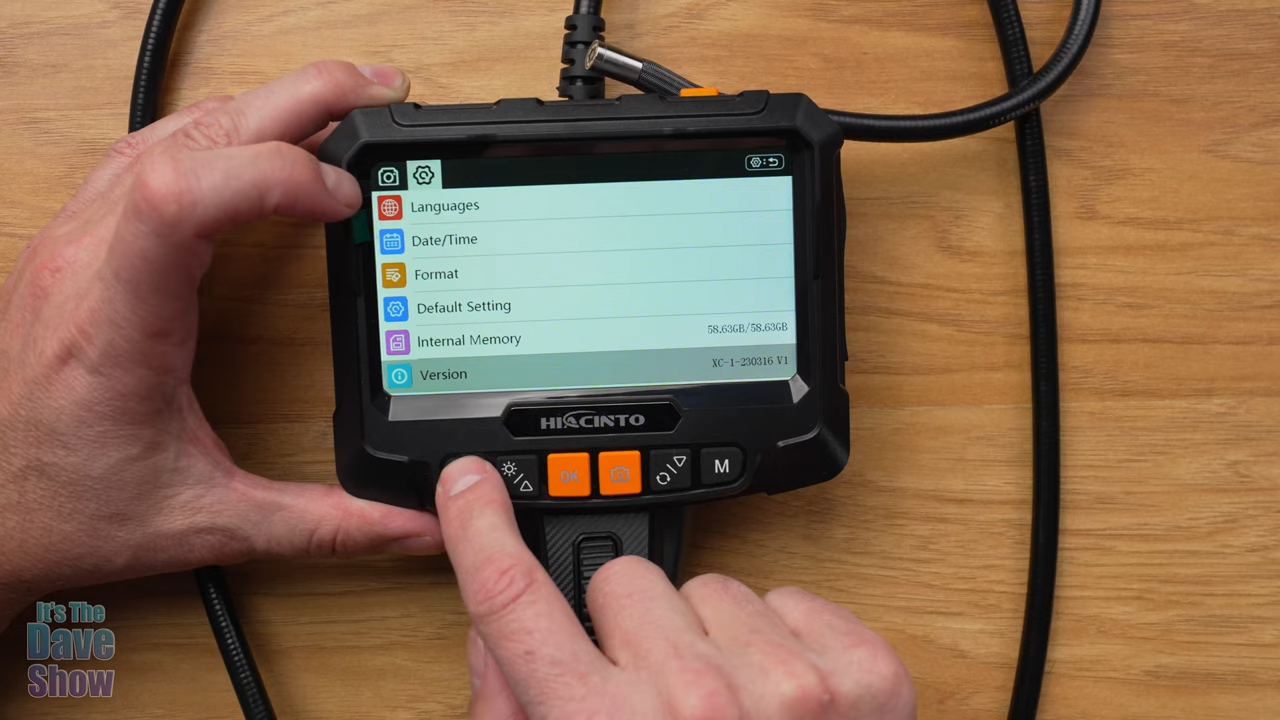 Languages
Date/Time
Format
Default Setting
Internal Memory 58.63GB/58.63GB
Version XC-1-230316 V1
HIACINTO
OK
M
It's The
Dave
Show